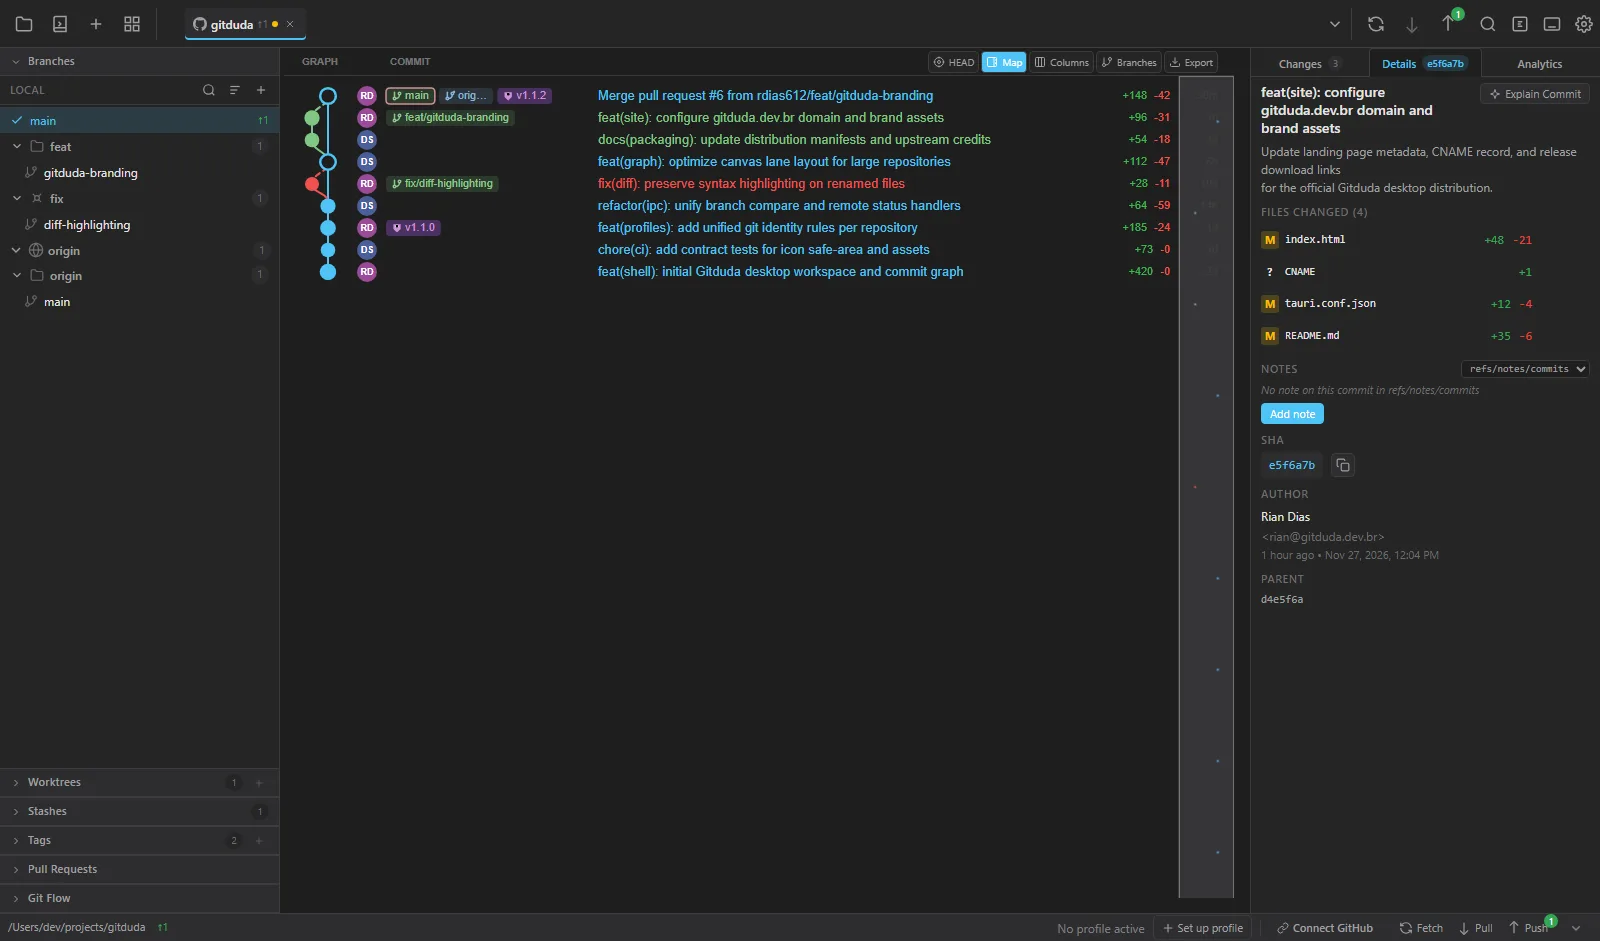 gitduda ↑1
1
Branches
LOCAL
main ↑1
feat 1
gitduda-branding
fix 1
diff-highlighting
origin 1
origin 1
main
Worktrees 1 +
Stashes 1
Tags 2 +
Pull Requests
Git Flow
GRAPH COMMIT
HEAD Map Columns Branches Export
RD main orig... v1.1.2 Merge pull request #6 from rdias612/feat/gitduda-branding +148 -42
RD feat/gitduda-branding feat(site): configure gitduda.dev.br domain and brand assets +96 -31
DS docs(packaging): update distribution manifests and upstream credits +54 -18
DS feat(graph): optimize canvas lane layout for large repositories +112 -47
RD fix/diff-highlighting fix(diff): preserve syntax highlighting on renamed files +28 -11
DS refactor(ipc): unify branch compare and remote status handlers +64 -59
RD v1.1.0 feat(profiles): add unified git identity rules per repository +185 -24
DS chore(ci): add contract tests for icon safe-area and assets +73 -0
RD feat(shell): initial Gitduda desktop workspace and commit graph +420 -0
Changes 3 Details e5f6a7b Analytics
feat(site): configure
gitduda.dev.br domain and
brand assets
Explain Commit
Update landing page metadata, CNAME record, and release
download links
for the official Gitduda desktop distribution.
FILES CHANGED (4)
M index.html +48 -21
? CNAME +1
M tauri.conf.json +12 -4
M README.md +35 -6
NOTES refs/notes/commits
No note on this commit in refs/notes/commits
Add note
SHA
e5f6a7b
AUTHOR
Rian Dias
<rian@gitduda.dev.br>
1 hour ago • Nov 27, 2026, 12:04 PM
PARENT
d4e5f6a
/Users/dev/projects/gitduda ↑1
No profile active + Set up profile Connect GitHub Fetch Pull Push 1